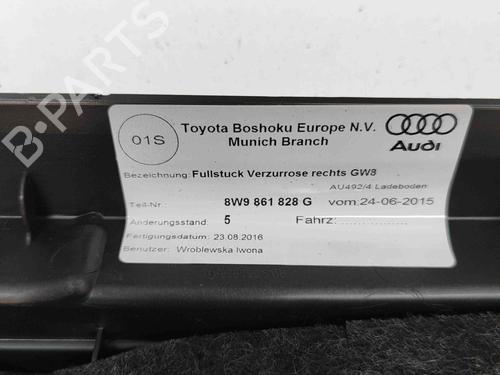 01S
Toyota Boshoku Europe N.V.
Munich Branch
Audi
Bezeichnung: Fullstuck Verzurrose rechts GW8
AU492/4 Ladeboden
Teil-Nr.: 8W9 861 828 G vom: 24-06-2015
Änderungsstand: 5 Fahrz:
Fertigungsdatum: 23.08.2016
Benutzer: Wroblewska Iwona
B-PARTS
B-PARTS